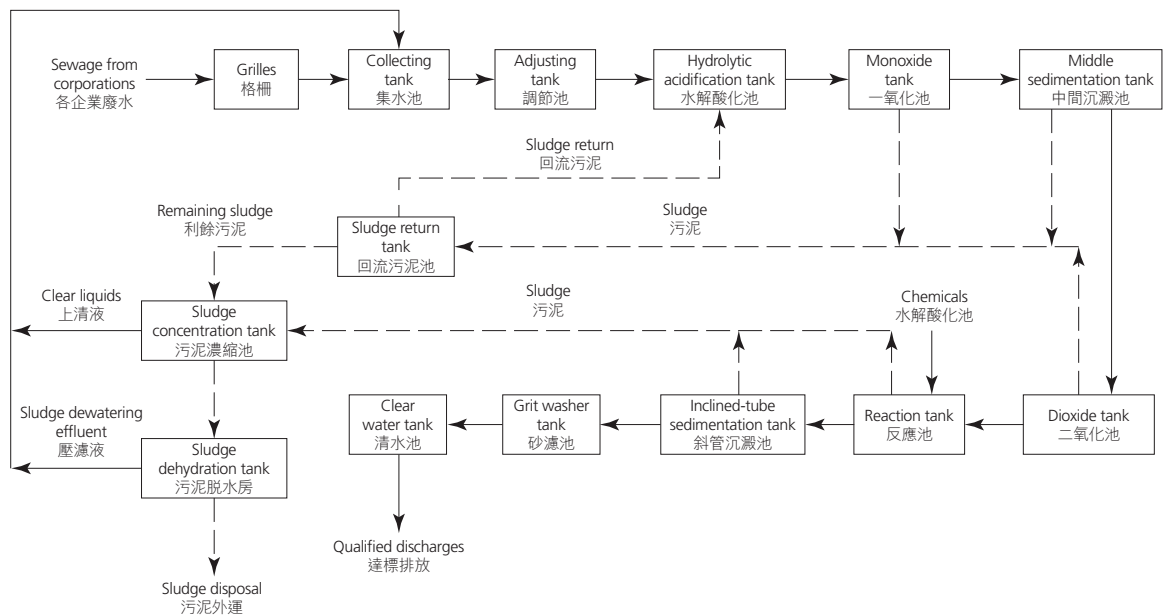 Sewage from
corporations
各企業廢水
Grilles
格柵
Collecting
tank
集水池
Adjusting
tank
調節池
Hydrolytic
acidification tank
水解酸化池
Monoxide
tank
一氧化池
Middle
sedimentation tank
中間沉澱池
Sludge return
回流污泥
Remaining sludge
利餘污泥
Sludge return
tank
回流污泥池
Sludge
污泥
Clear liquids
上清液
Sludge
concentration tank
污泥濃縮池
Sludge
污泥
Chemicals
水解酸化池
Sludge dewatering
effluent
壓濾液
Sludge
dehydration tank
污泥脱水房
Clear
water tank
清水池
Grit washer
tank
砂濾池
Inclined-tube
sedimentation tank
斜管沉澱池
Reaction tank
反應池
Dioxide tank
二氧化池
Qualified discharges
達標排放
Sludge disposal
污泥外運